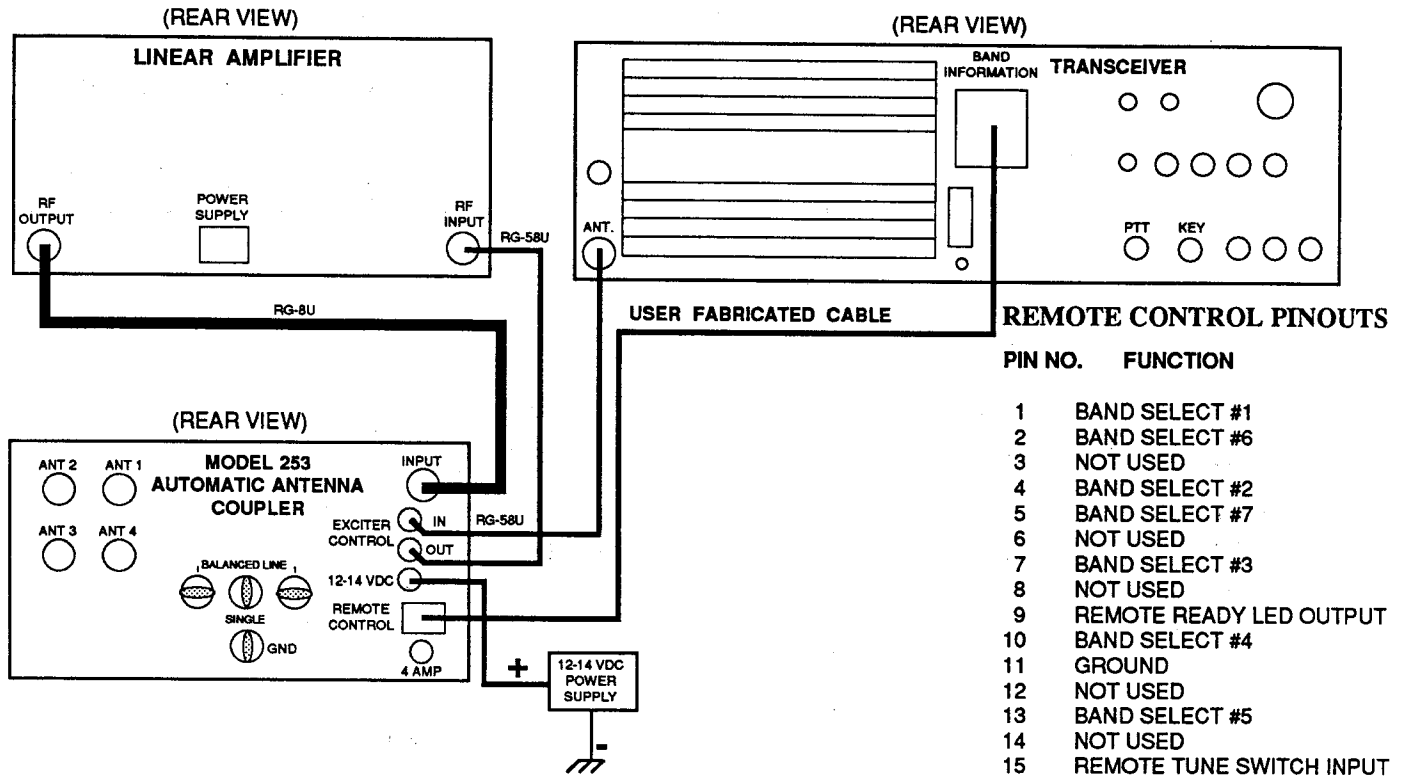 (REAR VIEW)
LINEAR AMPLIFIER
RF
OUTPUT
POWER
SUPPLY
RF
INPUT
RG-58U
RG-8U
(REAR VIEW)
BAND
INFORMATION
TRANSCEIVER
ANT.
PTT
KEY
USER FABRICATED CABLE
(REAR VIEW)
ANT 2
ANT 1
MODEL 253
AUTOMATIC ANTENNA
COUPLER
INPUT
ANT 3
ANT 4
EXCITER
CONTROL
IN
OUT
RG-58U
BALANCED LINE
12-14 VDC
SINGLE
REMOTE
CONTROL
GND
4 AMP
+
12-14 VDC
POWER
SUPPLY
-
REMOTE CONTROL PINOUTS
PIN NO. FUNCTION
1 BAND SELECT #1
2 BAND SELECT #6
3 NOT USED
4 BAND SELECT #2
5 BAND SELECT #7
6 NOT USED
7 BAND SELECT #3
8 NOT USED
9 REMOTE READY LED OUTPUT
10 BAND SELECT #4
11 GROUND
12 NOT USED
13 BAND SELECT #5
14 NOT USED
15 REMOTE TUNE SWITCH INPUT